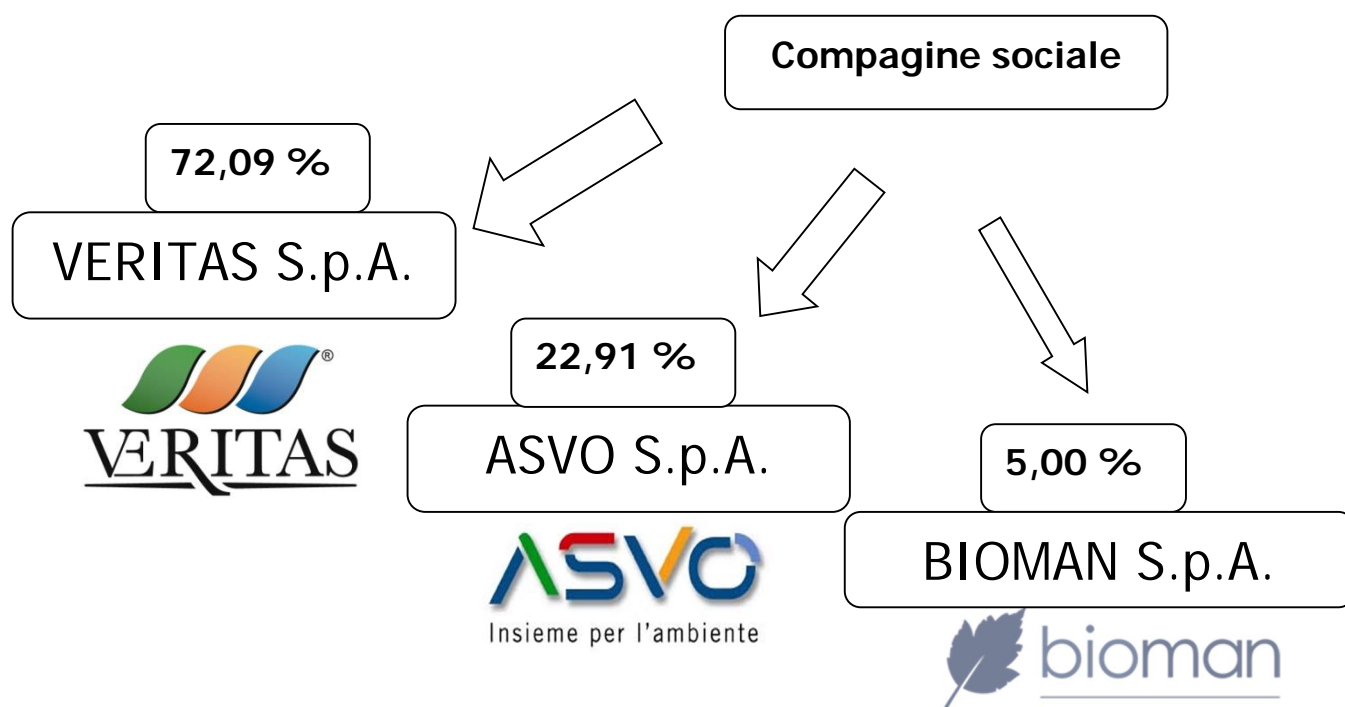 Compagine sociale
72,09 %
VERITAS S.p.A.
VERITAS®
22,91 %
ASVO S.p.A.
ASVO
Insieme per l'ambiente
5,00 %
BIOMAN S.p.A.
bioman